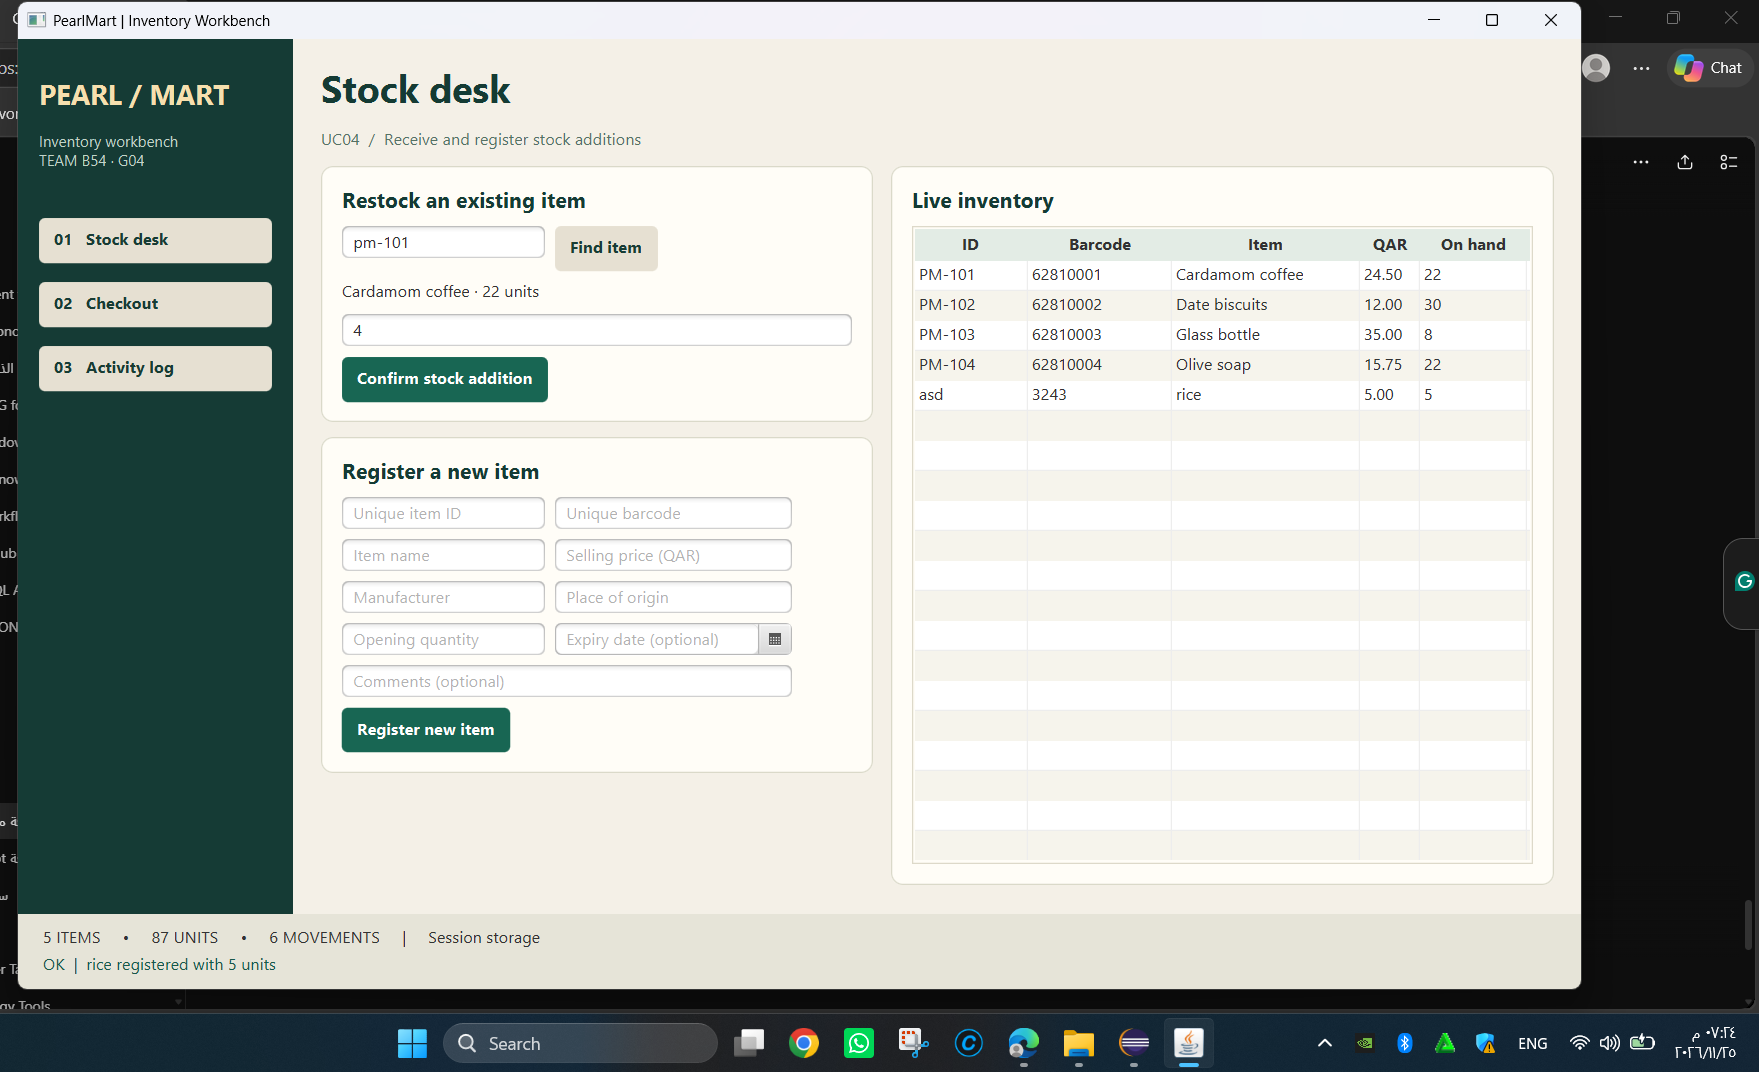 PearlMart | Inventory Workbench
Chat
PEARL / MART
Inventory workbench
TEAM B54 · G04
01 Stock desk
02 Checkout
03 Activity log
Stock desk
UC04 / Receive and register stock additions
Restock an existing item
pm-101
Find item
Cardamom coffee · 22 units
4
Confirm stock addition
Register a new item
Unique item ID
Unique barcode
Item name
Selling price (QAR)
Manufacturer
Place of origin
Opening quantity
Expiry date (optional)
Comments (optional)
Register new item
Live inventory
ID Barcode Item QAR On hand
PM-101 62810001 Cardamom coffee 24.50 22
PM-102 62810002 Date biscuits 12.00 30
PM-103 62810003 Glass bottle 35.00 8
PM-104 62810004 Olive soap 15.75 22
asd 3243 rice 5.00 5
5 ITEMS • 87 UNITS • 6 MOVEMENTS | Session storage
OK | rice registered with 5 units
Search
ENG
٠٧:٢٤ م
٢٠٢٦/١١/٢٥